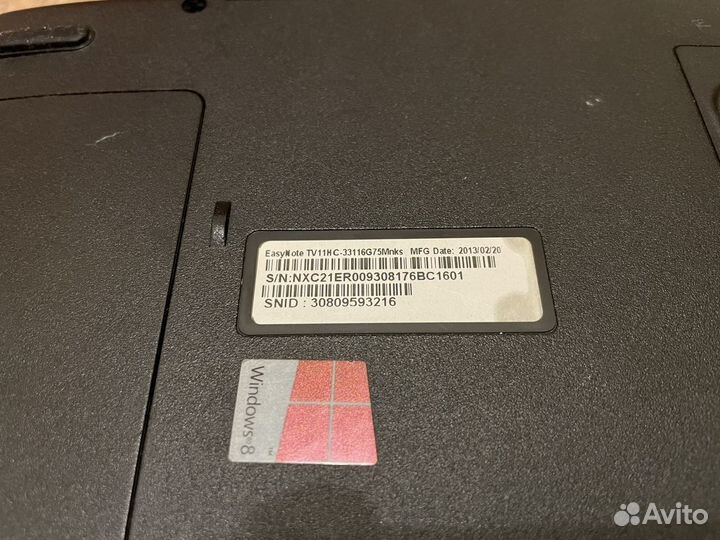 EasyNote TV11HC-33116G75Mnks MFG Date: 2013/02/20
S/N:NXC21ER009308176BC1601
SNID : 30809593216
Windows 8
Avito